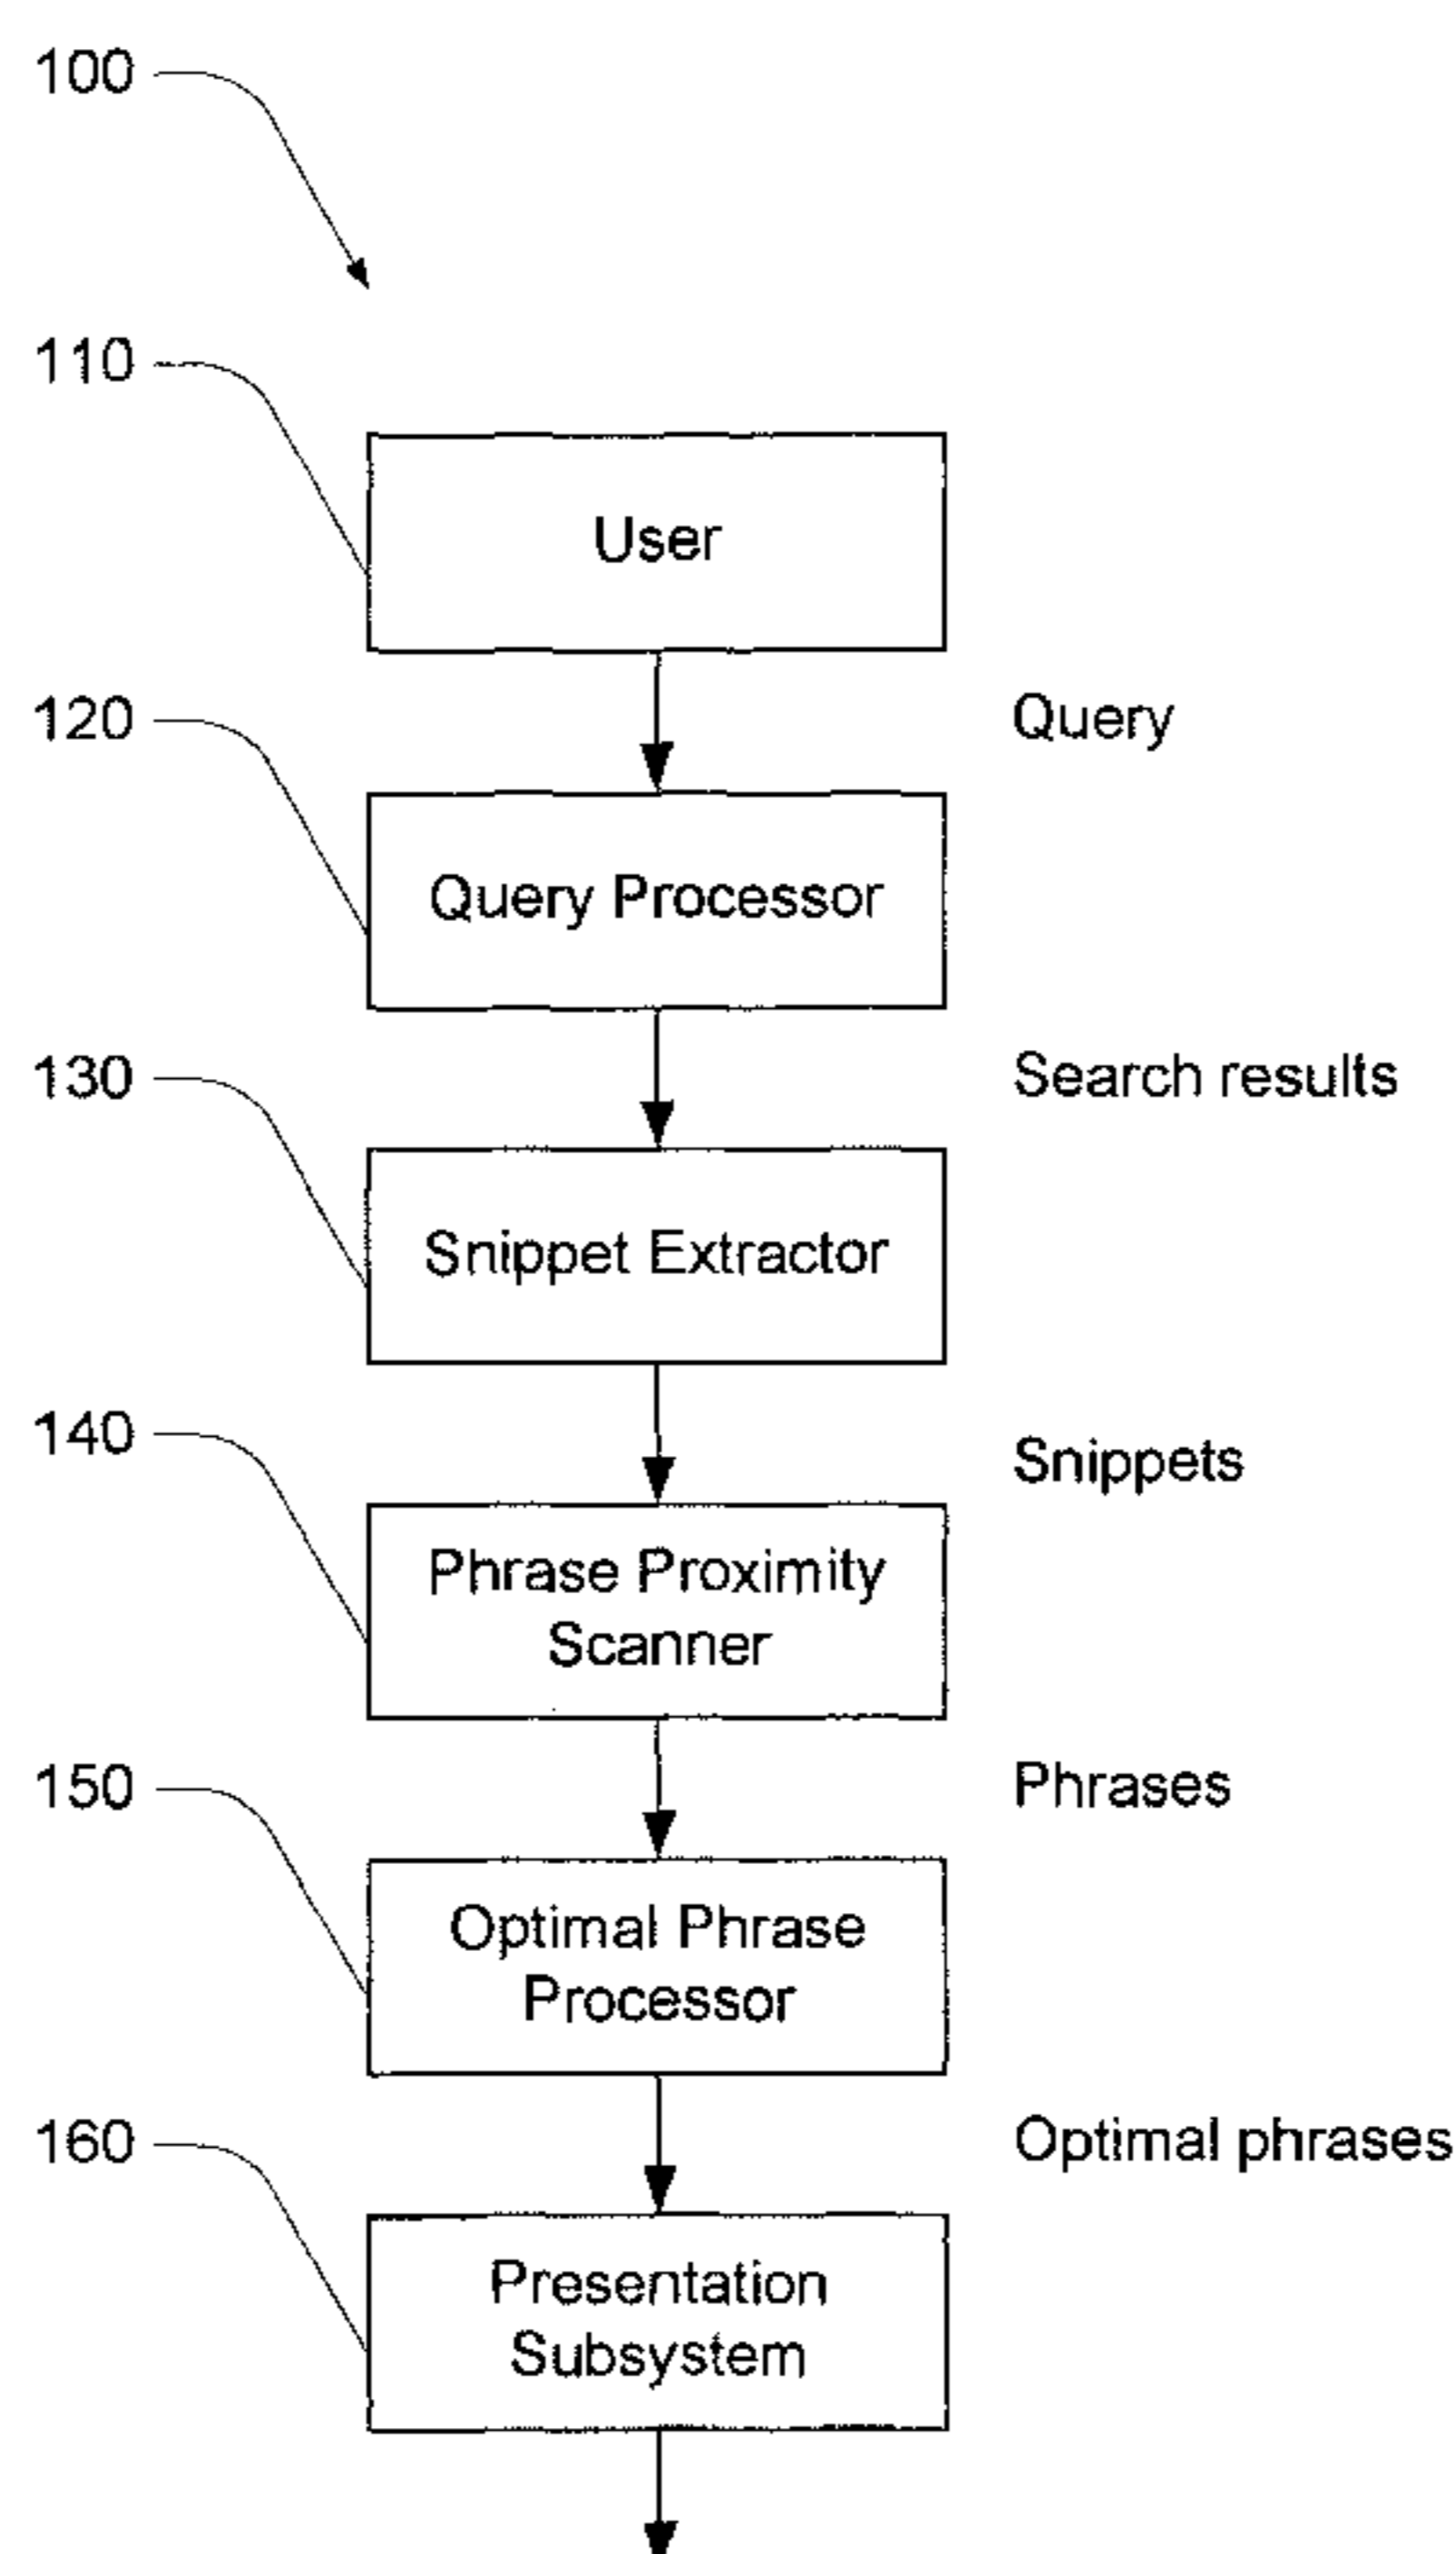 100
110
User
120
Query
Query Processor
130
Search results
Snippet Extractor
140
Snippets
Phrase Proximity
Scanner
150
Phrases
Optimal Phrase
Processor
160
Optimal phrases
Presentation
Subsystem